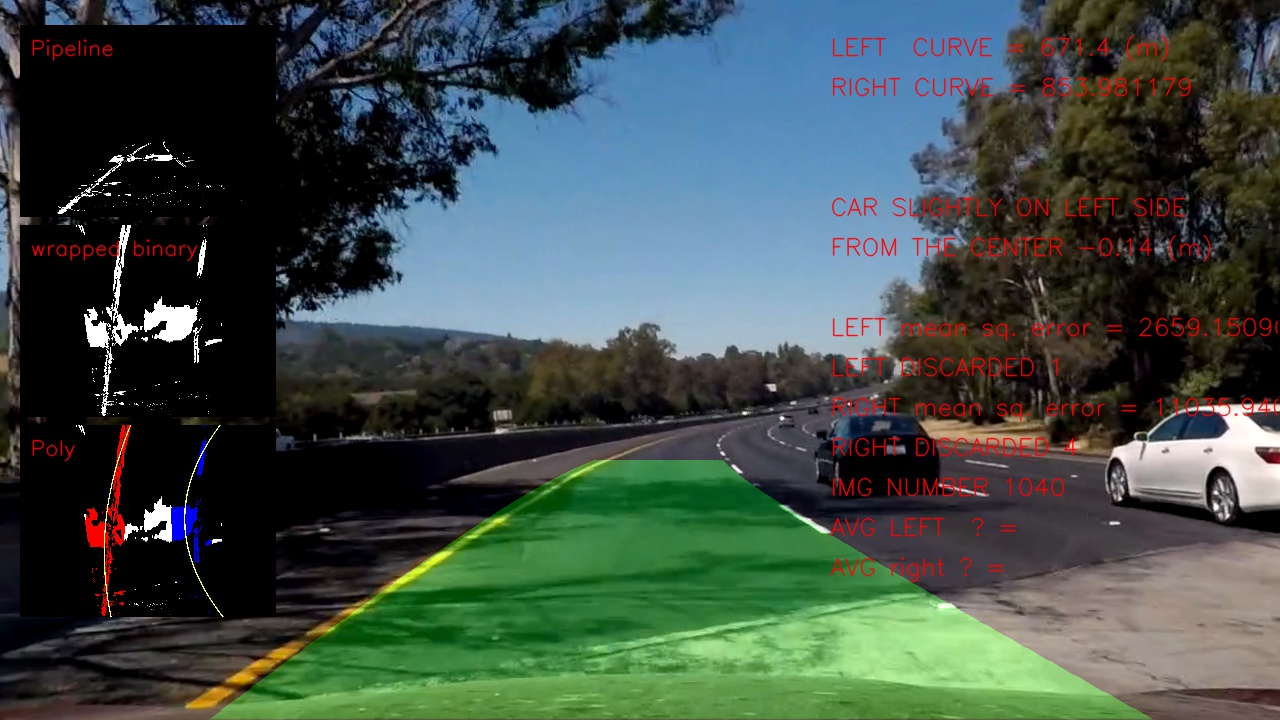 Pipeline
wrapped binary
Poly
LEFT CURVE = 671.4 (m)
RIGHT CURVE = 853.981179
CAR SLIGHTLY ON LEFT SIDE
FROM THE CENTER -0.14 (m)
LEFT mean sq. error = 2659.15090
LEFT DISCARDED 1
RIGHT mean sq. error = 11035.946
RIGHT DISCARDED 4
IMG NUMBER 1040
AVG LEFT ? =
AVG right ? =